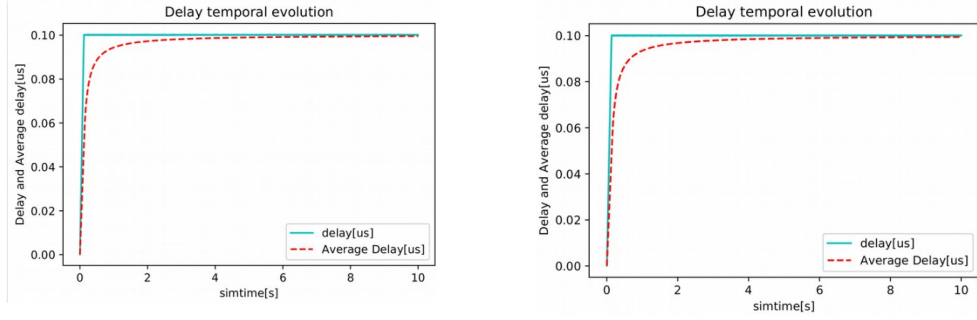 Delay temporal evolution
Delay and Average delay[us]
0.10
0.08
0.06
0.04
0.02
0.00
delay[us]
Average Delay[us]
0 2 4 6 8 10
simtime[s]
Delay temporal evolution
Delay and Average delay[us]
0.10
0.08
0.06
0.04
0.02
0.00
delay[us]
Average Delay[us]
0 2 4 6 8 10
simtime[s]